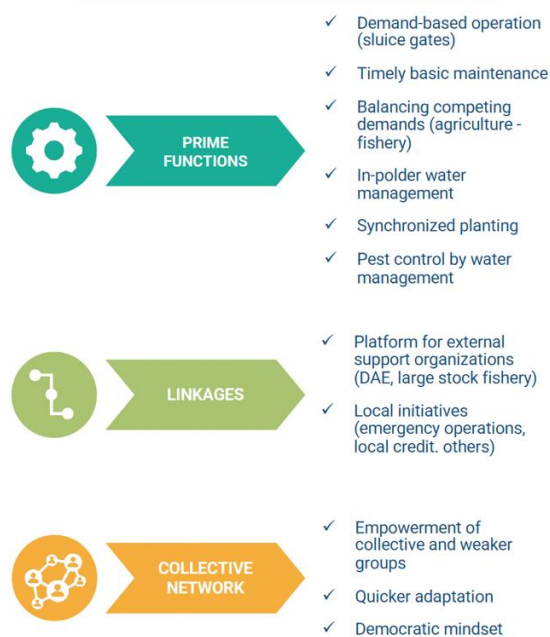 PRIME
FUNCTIONS
✓ Demand-based operation
(sluice gates)
✓ Timely basic maintenance
✓ Balancing competing
demands (agriculture -
fishery)
✓ In-polder water
management
✓ Synchronized planting
✓ Pest control by water
management
LINKAGES
✓ Platform for external
support organizations
(DAE, large stock fishery)
✓ Local initiatives
(emergency operations,
local credit. others)
COLLECTIVE
NETWORK
✓ Empowerment of
collective and weaker
groups
✓ Quicker adaptation
✓ Democratic mindset